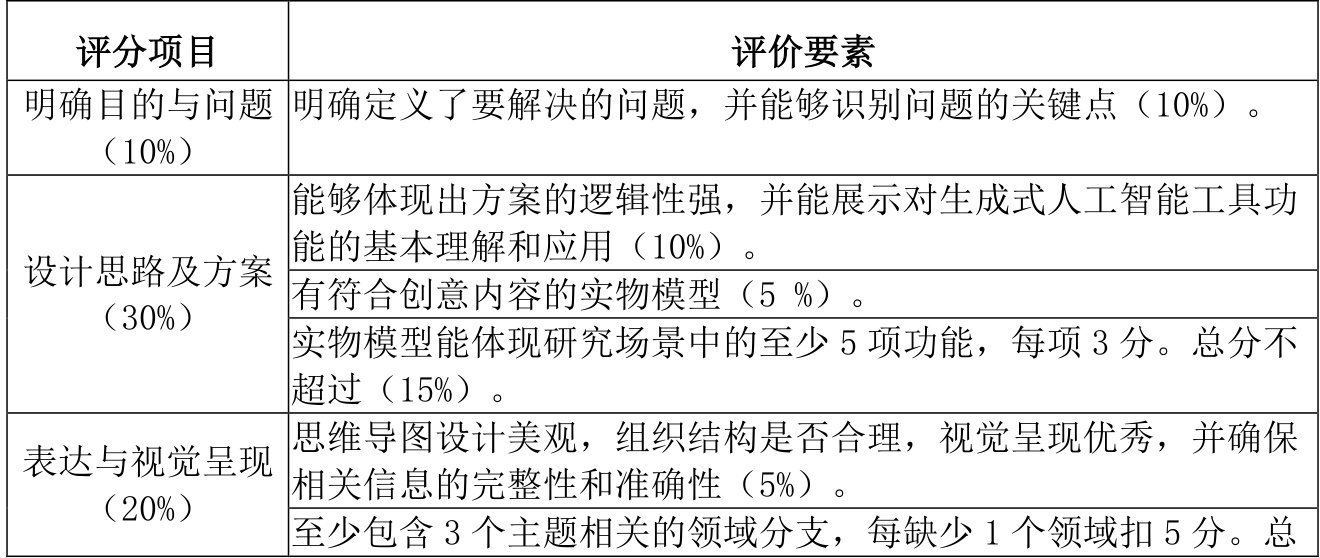 评分项目
评价要素
明确目的与问题
（10%）
明确定义了要解决的问题，并能够识别问题的关键点（10%）。
设计思路及方案
（30%）
能够体现出方案的逻辑性强，并能展示对生成式人工智能工具功
能的基本理解和应用（10%）。
有符合创意内容的实物模型（5 %）。
实物模型能体现研究场景中的至少 5 项功能，每项 3 分。总分不
超过（15%）。
表达与视觉呈现
（20%）
思维导图设计美观，组织结构是否合理，视觉呈现优秀，并确保
相关信息的完整性和准确性（5%）。
至少包含 3 个主题相关的领域分支，每缺少 1 个领域扣 5 分。总